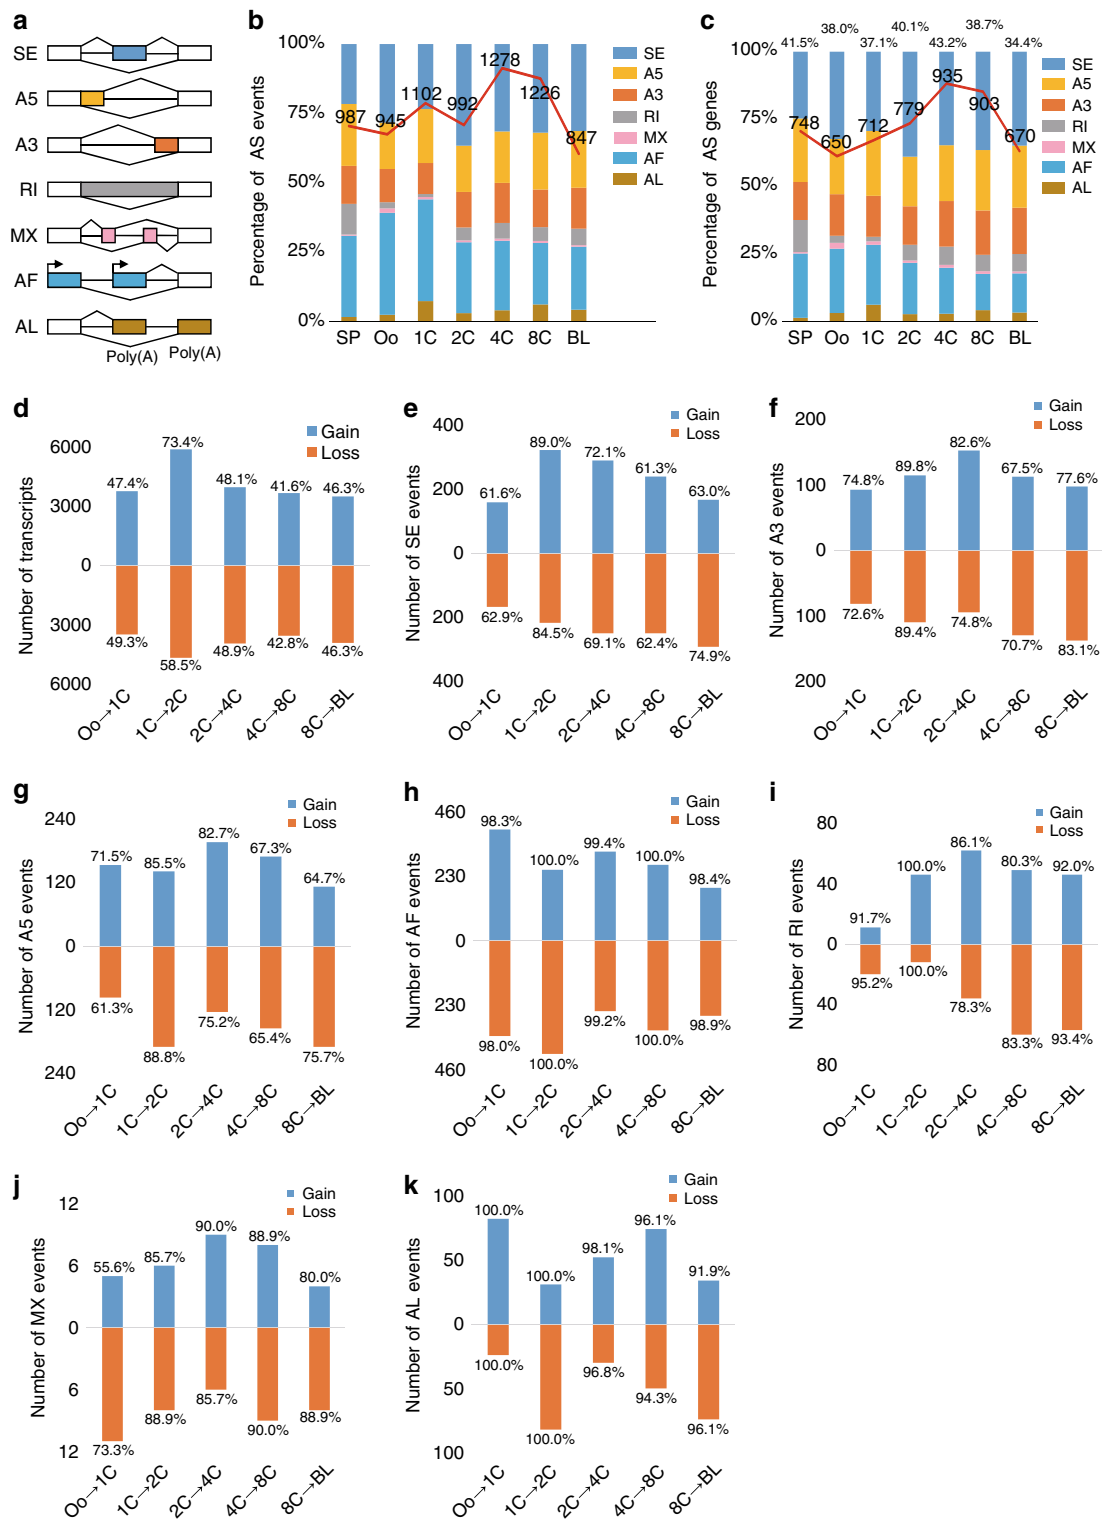 a
SE
A5
A3
RI
MX
AF
AL
Poly(A)
Poly(A)
b
Percentage of AS events
100%
75%
50%
25%
0%
987
945
1102
992
1278
1226
847
SP Oo 1C 2C 4C 8C BL
SE
A5
A3
RI
MX
AF
AL
c
Percentage of AS genes
100%
75%
50%
25%
0%
41.5% 38.0% 37.1% 40.1% 43.2% 38.7% 34.4%
748
650
712
779
935
903
670
SP Oo 1C 2C 4C 8C BL
SE
A5
A3
RI
MX
AF
AL
d
Number of transcripts
6000
3000
0
3000
6000
Gain
Loss
47.4% 73.4% 48.1% 41.6% 46.3%
49.3% 58.5% 48.9% 42.8% 46.3%
Oo→1C 1C→2C 2C→4C 4C→8C 8C→BL
e
Number of SE events
400
200
0
200
400
Gain
Loss
61.6% 89.0% 72.1% 61.3% 63.0%
62.9% 84.5% 69.1% 62.4% 74.9%
Oo→1C 1C→2C 2C→4C 4C→8C 8C→BL
f
Number of A3 events
200
100
0
100
200
Gain
Loss
74.8% 89.8% 82.6% 67.5% 77.6%
72.6% 89.4% 74.8% 70.7% 83.1%
Oo→1C 1C→2C 2C→4C 4C→8C 8C→BL
g
Number of A5 events
240
120
0
120
240
Gain
Loss
71.5% 85.5% 82.7% 67.3% 64.7%
61.3% 88.8% 75.2% 65.4% 75.7%
Oo→1C 1C→2C 2C→4C 4C→8C 8C→BL
h
Number of AF events
460
230
0
230
460
Gain
Loss
98.3% 100.0% 99.4% 100.0% 98.4%
98.0% 100.0% 99.2% 100.0% 98.9%
Oo→1C 1C→2C 2C→4C 4C→8C 8C→BL
i
Number of RI events
80
40
0
40
80
Gain
Loss
91.7% 100.0% 86.1% 80.3% 92.0%
95.2% 100.0% 78.3% 83.3% 93.4%
Oo→1C 1C→2C 2C→4C 4C→8C 8C→BL
j
Number of MX events
12
6
0
6
12
Gain
Loss
55.6% 85.7% 90.0% 88.9% 80.0%
73.3% 88.9% 85.7% 90.0% 88.9%
Oo→1C 1C→2C 2C→4C 4C→8C 8C→BL
k
Number of AL events
100
50
0
50
100
Gain
Loss
100.0% 100.0% 98.1% 96.1% 91.9%
100.0% 100.0% 96.8% 94.3% 96.1%
Oo→1C 1C→2C 2C→4C 4C→8C 8C→BL